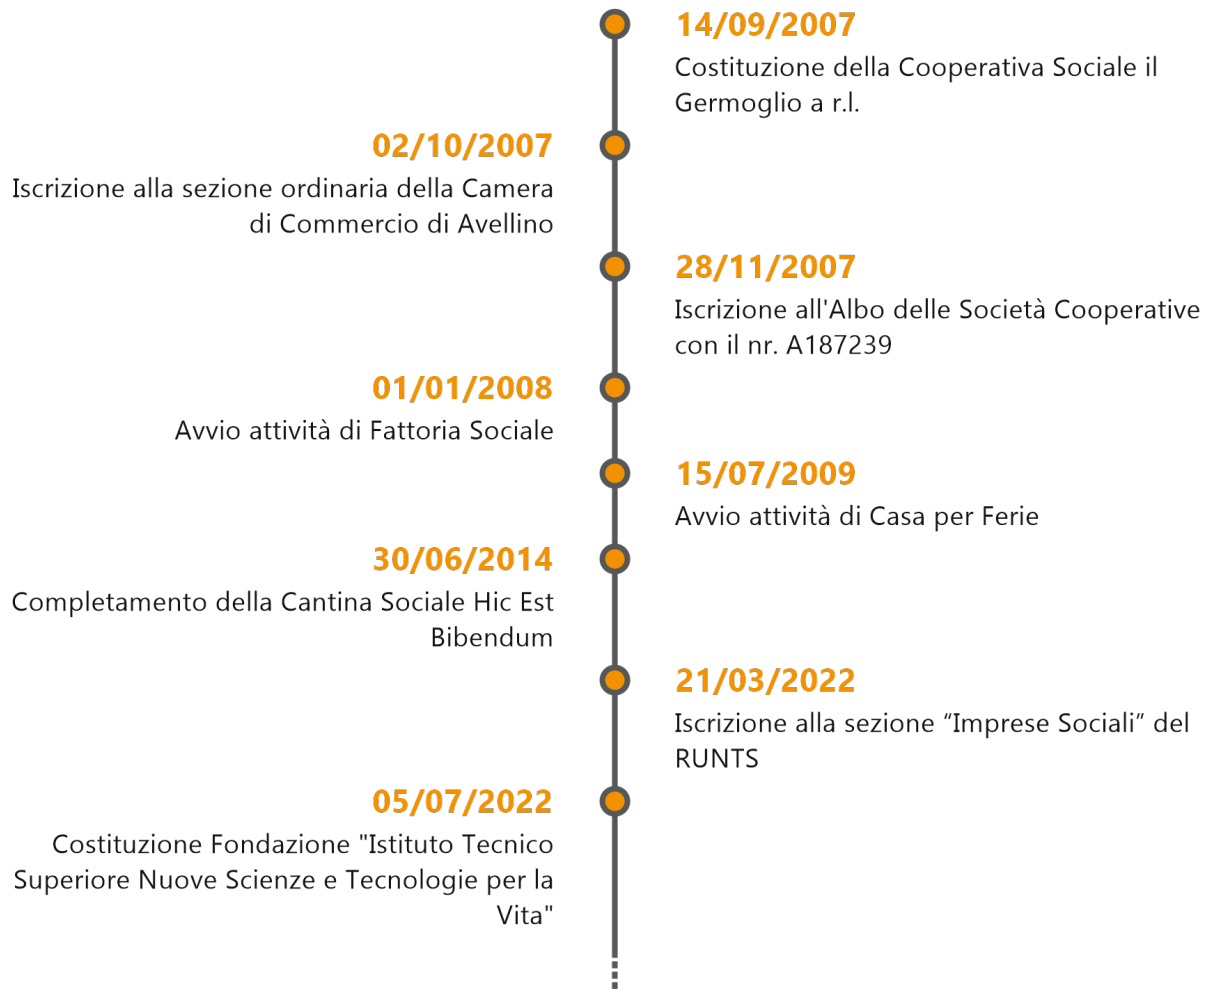 14/09/2007
Costituzione della Cooperativa Sociale il
Germoglio a r.l.
02/10/2007
Iscrizione alla sezione ordinaria della Camera
di Commercio di Avellino
28/11/2007
Iscrizione all'Albo delle Società Cooperative
con il nr. A187239
01/01/2008
Avvio attività di Fattoria Sociale
15/07/2009
Avvio attività di Casa per Ferie
30/06/2014
Completamento della Cantina Sociale Hic Est
Bibendum
21/03/2022
Iscrizione alla sezione “Imprese Sociali” del
RUNTS
05/07/2022
Costituzione Fondazione "Istituto Tecnico
Superiore Nuove Scienze e Tecnologie per la
Vita"